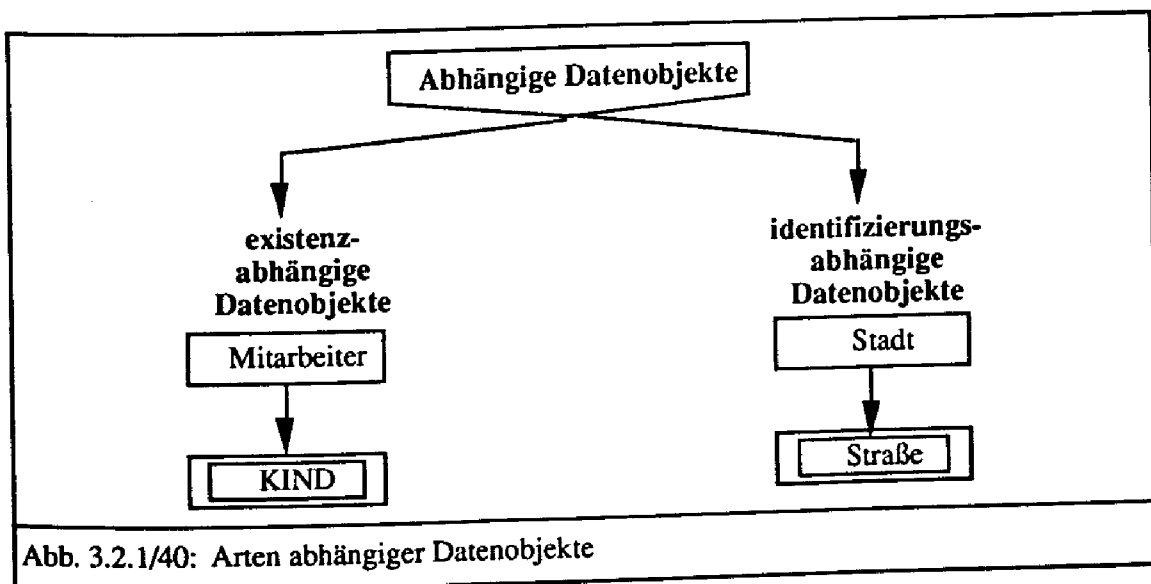 Abhängige Datenobjekte
existenz-
abhängige
Datenobjekte
Mitarbeiter
KIND
identifizierungs-
abhängige
Datenobjekte
Stadt
Straße
Abb. 3.2.1/40: Arten abhängiger Datenobjekte